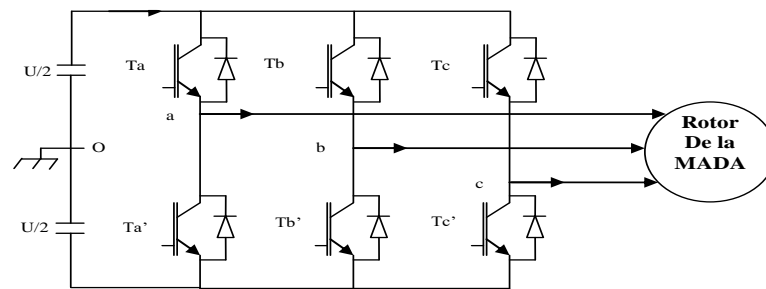 U/2
Ta
Tb
Tc
a
Rotor
De la
MADA
O
b
c
U/2
Ta'
Tb'
Tc'